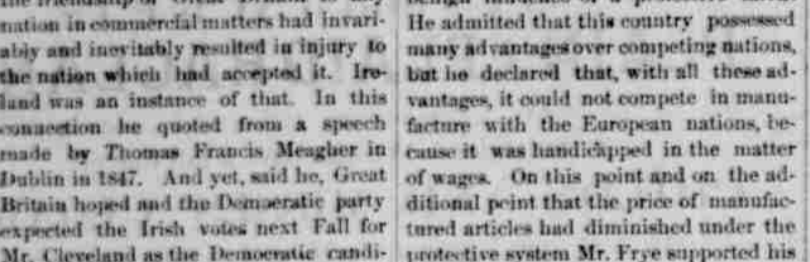 the friendship of Great Britain to any
nation in commercial matters had invari-
ably and inevitably resulted in injury to
the nation which had accepted it. Ire-
land was an instance of that. In this
connection he quoted from a speech
made by Thomas Francis Meagher in
Dublin in 1847. And yet, said he, Great
Britain hoped and the Democratic party
expected the Irish votes next Fall for
Mr. Cleveland as the Democratic candi-
He admitted that this country possessed
many advantages over competing nations,
but he declared that, with all these ad-
vantages, it could not compete in manu-
facture with the European nations, be-
cause it was handicapped in the matter
of wages. On this point and on the ad-
ditional point that the price of manufac-
tured articles had diminished under the
protective system Mr. Frye supported his